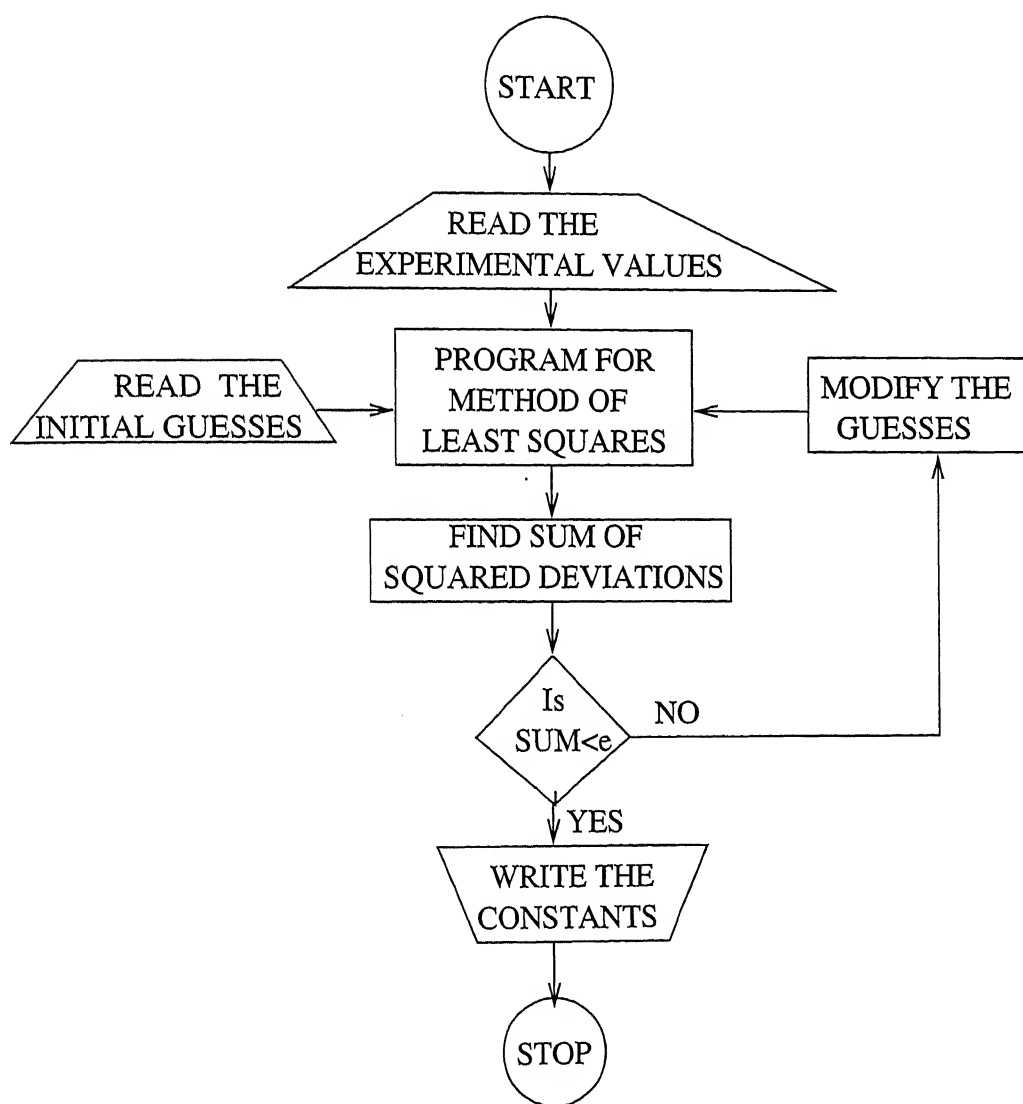 START
READ THE
EXPERIMENTAL VALUES
READ THE
INITIAL GUESSES
PROGRAM FOR
METHOD OF
LEAST SQUARES
MODIFY THE
GUESSES
FIND SUM OF
SQUARED DEVIATIONS
Is
SUM<e
NO
YES
WRITE THE
CONSTANTS
STOP